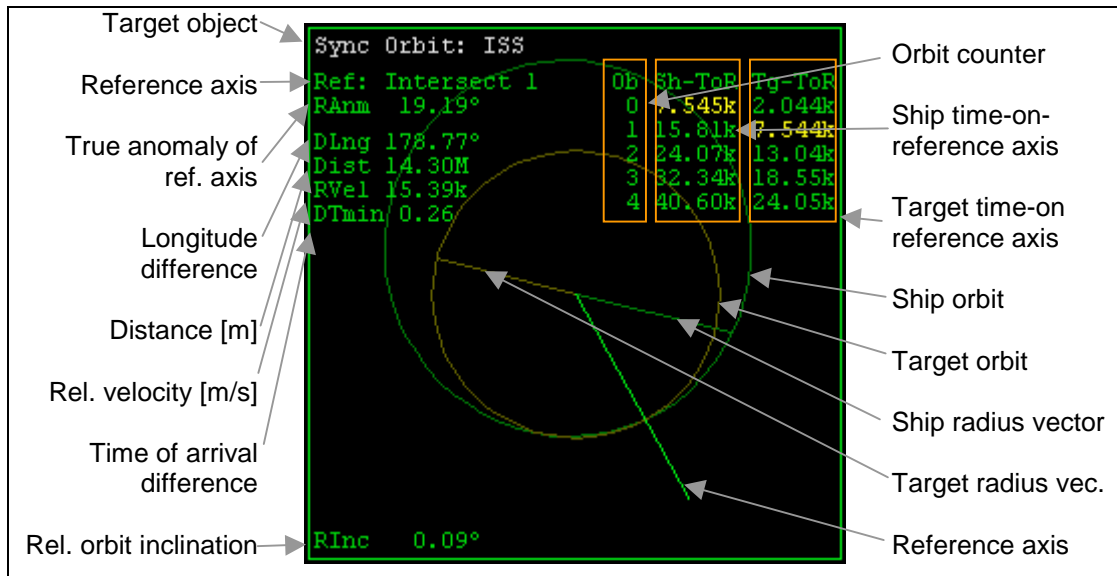 Target object
Reference axis
True anomaly of
ref. axis
Longitude
difference
Distance [m]
Rel. velocity [m/s]
Time of arrival
difference
Rel. orbit inclination
Sync Orbit: ISS
Ref: Intersect 1
RAnm 19.19°
DLng 178.77°
Dist 14.30M
RVel 15.39k
DTmin 0.26
Ob Sh-ToR Tg-ToR
0 7.545k 2.044k
1 15.81k 7.544k
2 24.07k 13.04k
3 32.34k 18.55k
4 40.60k 24.05k
RInc 0.09°
Orbit counter
Ship time-on-
reference axis
Target time-on
reference axis
Ship orbit
Target orbit
Ship radius vector
Target radius vec.
Reference axis